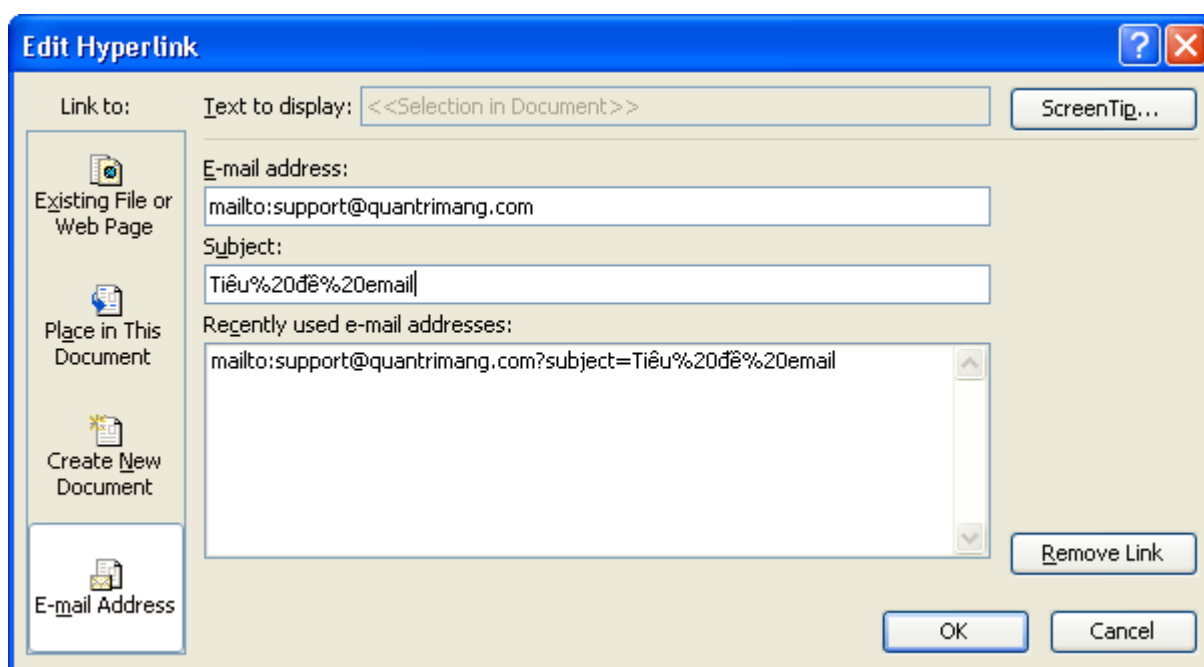 Edit Hyperlink
Link to:
Text to display: <<Selection in Document>>
ScreenTip...
Existing File or
Web Page
Place in This
Document
Create New
Document
E-mail Address
E-mail address:
mailto:support@quantrimang.com
Subject:
Tiêu%20đề%20email
Recently used e-mail addresses:
mailto:support@quantrimang.com?subject=Tiêu%20đề%20email
Remove Link
OK
Cancel